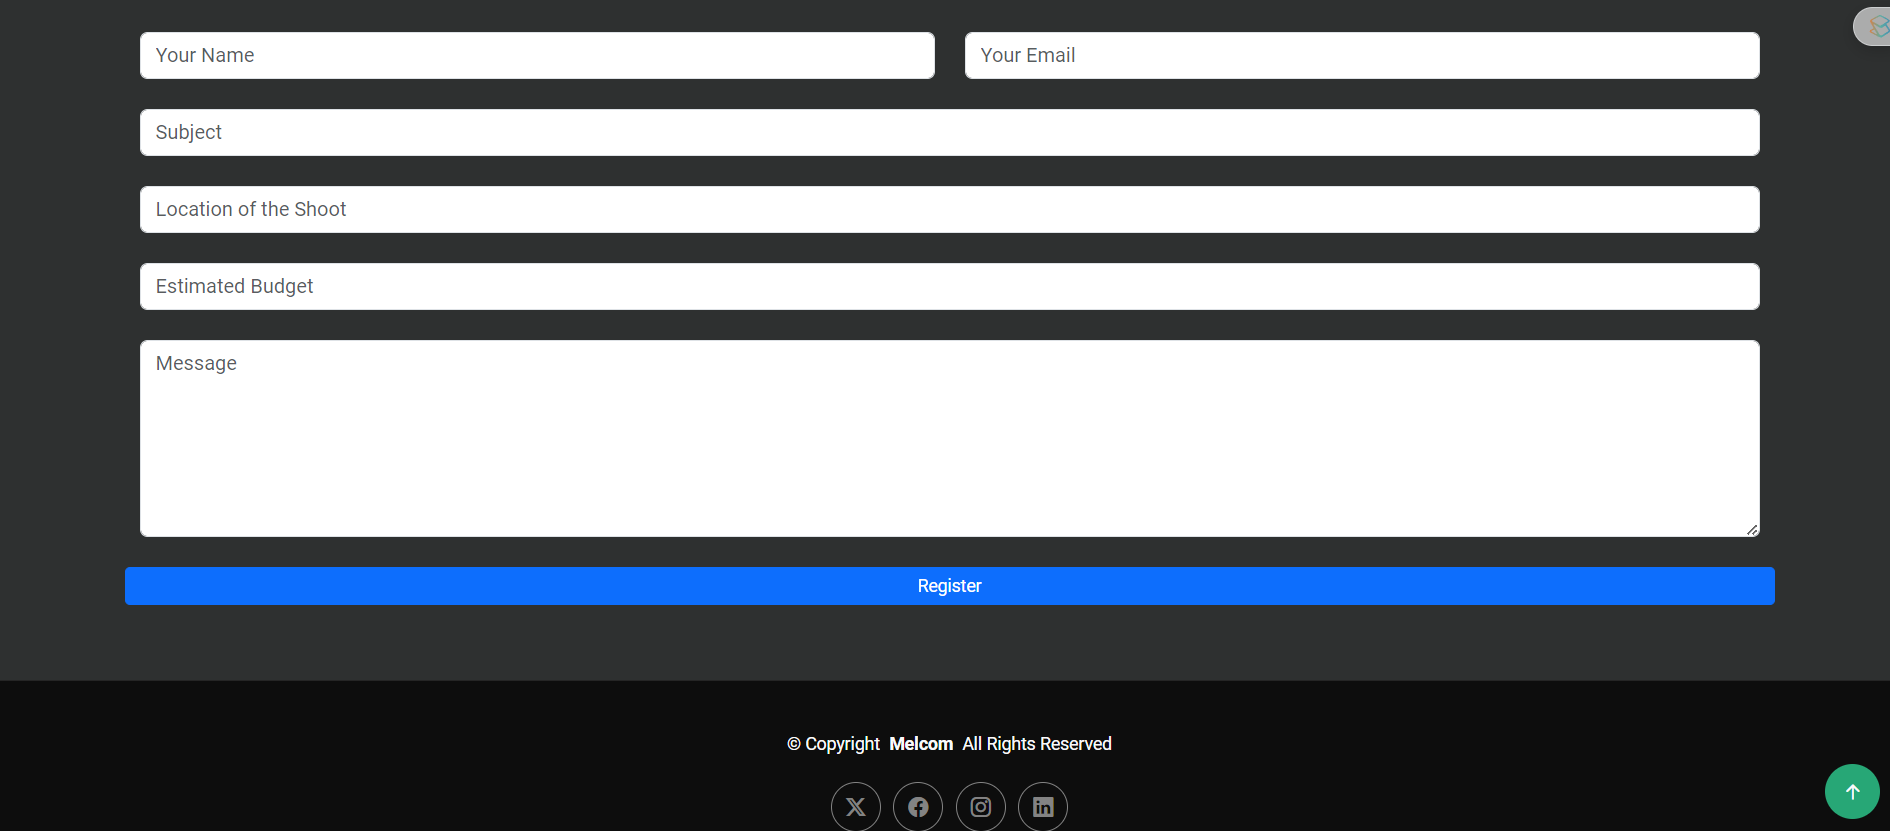 Your Name
Your Email
Subject
Location of the Shoot
Estimated Budget
Message
Register
© Copyright Melcom All Rights Reserved